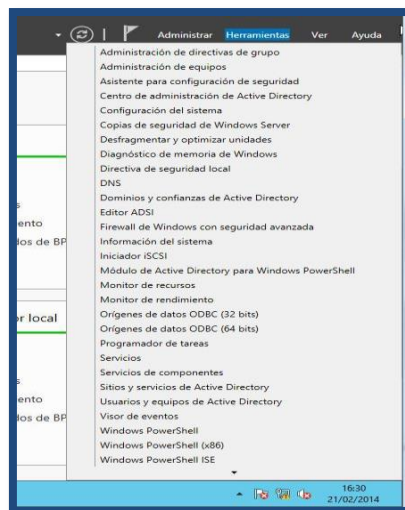 Administrar Herramientas Ver Ayuda
Administración de directivas de grupo
Administración de equipos
Asistente para configuración de seguridad
Centro de administración de Active Directory
Configuración del sistema
Copias de seguridad de Windows Server
Desfragmentar y optimizar unidades
Diagnóstico de memoria de Windows
Directiva de seguridad local
DNS
Dominios y confianzas de Active Directory
Editor ADSI
Firewall de Windows con seguridad avanzada
Información del sistema
Iniciador iSCSI
Módulo de Active Directory para Windows PowerShell
Monitor de recursos
Monitor de rendimiento
Orígenes de datos ODBC (32 bits)
Orígenes de datos ODBC (64 bits)
Programador de tareas
Servicios
Servicios de componentes
Sitios y servicios de Active Directory
Usuarios y equipos de Active Directory
Visor de eventos
Windows PowerShell
Windows PowerShell (x86)
Windows PowerShell ISE
s
ento
los de BP
or local
s
ento
los de BP
16:30
21/02/2014